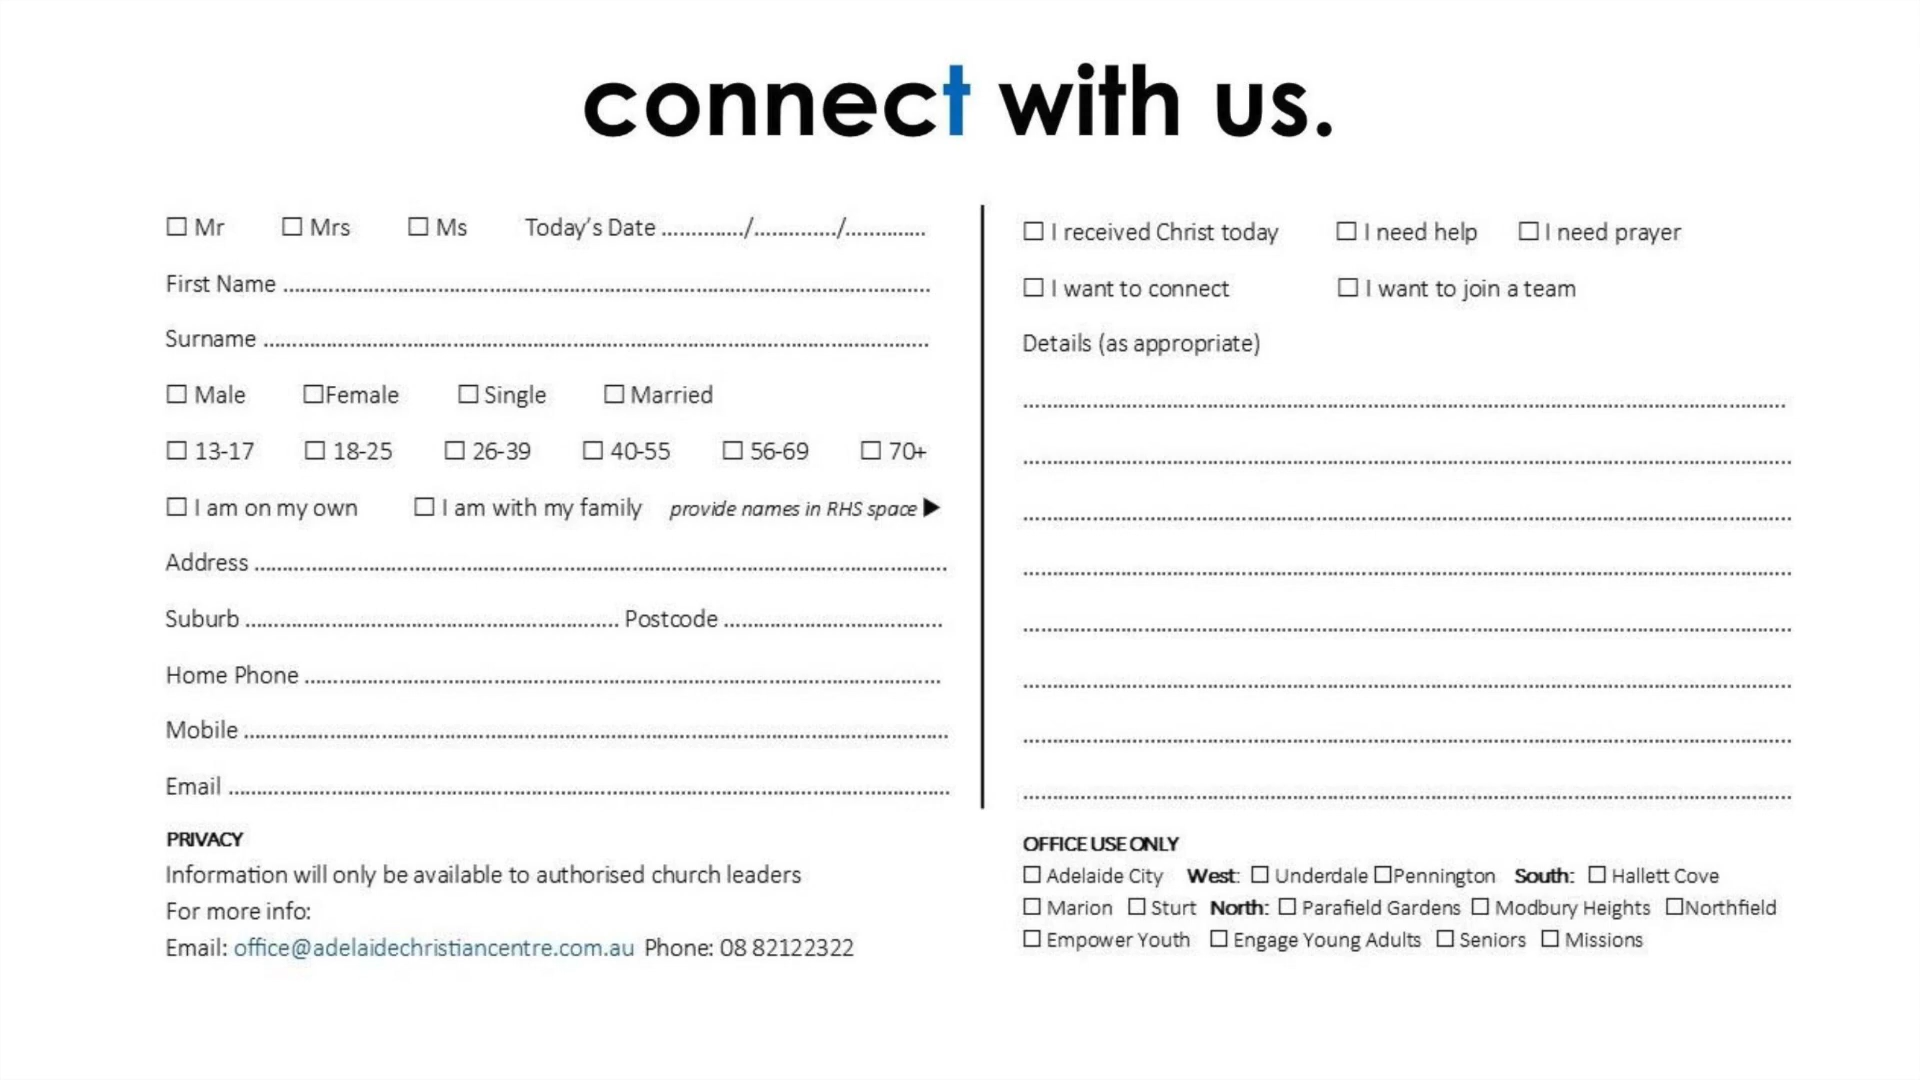 connect with us.
☐ Mr ☐ Mrs ☐ Ms Today's Date ............../............../..............
First Name ..............................................................
Surname ..............................................................
☐ Male ☐Female ☐ Single ☐ Married
☐ 13-17 ☐ 18-25 ☐ 26-39 ☐ 40-55 ☐ 56-69 ☐ 70+
☐ I am on my own ☐ I am with my family provide names in RHS space ▶
Address ..............................................................
Suburb .............................. Postcode ..............................
Home Phone ..............................................................
Mobile ..............................................................
Email ..............................................................
PRIVACY
Information will only be available to authorised church leaders
For more info:
Email: office@adelaidechristiancentre.com.au Phone: 08 82122322
☐ I received Christ today ☐ I need help ☐ I need prayer
☐ I want to connect ☐ I want to join a team
Details (as appropriate)
OFFICE USE ONLY
☐ Adelaide City West: ☐ Underdale ☐Pennington South: ☐ Hallett Cove
☐ Marion ☐ Sturt North: ☐ Parafield Gardens ☐ Modbury Heights ☐Northfield
☐ Empower Youth ☐ Engage Young Adults ☐ Seniors ☐ Missions